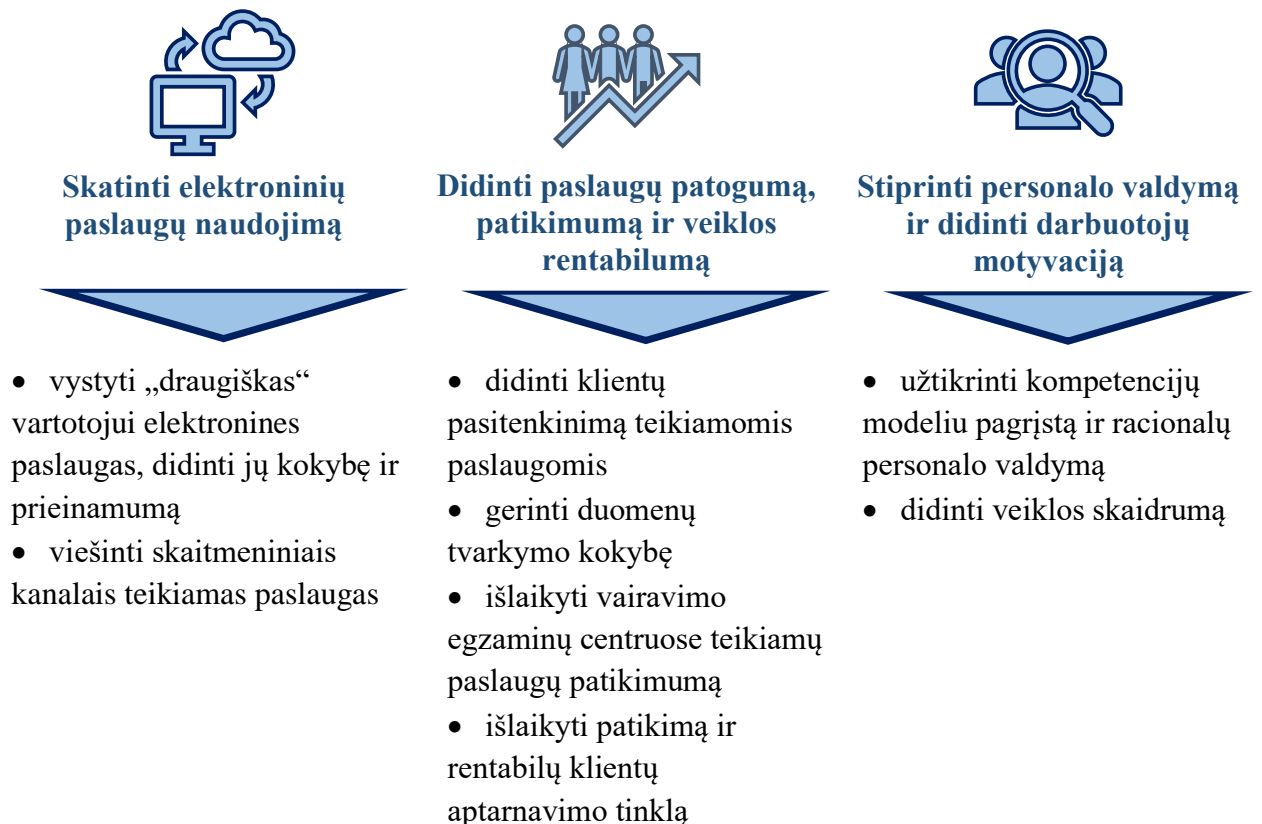 Skatinti elektroninių
paslaugų naudojimą
• vystyti „draugiškas“
vartotojui elektronines
paslaugas, didinti jų kokybę ir
prieinamumą
• viešinti skaitmeniniais
kanalais teikiamas paslaugas
Didinti paslaugų patogumą,
patikimumą ir veiklos
rentabilumą
• didinti klientų
pasitenkinimą teikiamomis
paslaugomis
• gerinti duomenų
tvarkymo kokybę
• išlaikyti vairavimo
egzaminų centruose teikiamų
paslaugų patikimumą
• išlaikyti patikimą ir
rentabilų klientų
aptarnavimo tinklą
Stiprinti personalo valdymą
ir didinti darbuotojų
motyvaciją
• užtikrinti kompetencijų
modeliu pagrįstą ir racionalų
personalo valdymą
• didinti veiklos skaidrumą